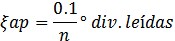 ξap = 0.1/n ° div. leídas